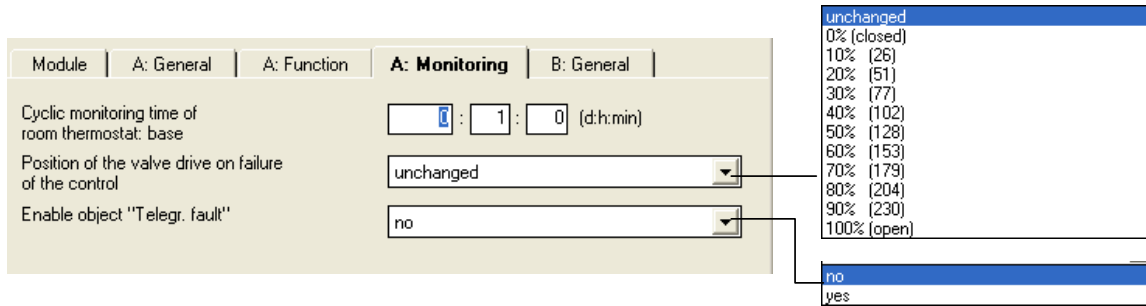 Module A: General A: Function A: Monitoring B: General
Cyclic monitoring time of
room thermostat: base
0 : 1 : 0 (d:h:min)
Position of the valve drive on failure
of the control
unchanged
Enable object "Telegr. fault"
no
unchanged
0% (closed)
10% (26)
20% (51)
30% (77)
40% (102)
50% (128)
60% (153)
70% (179)
80% (204)
90% (230)
100% (open)
no
yes